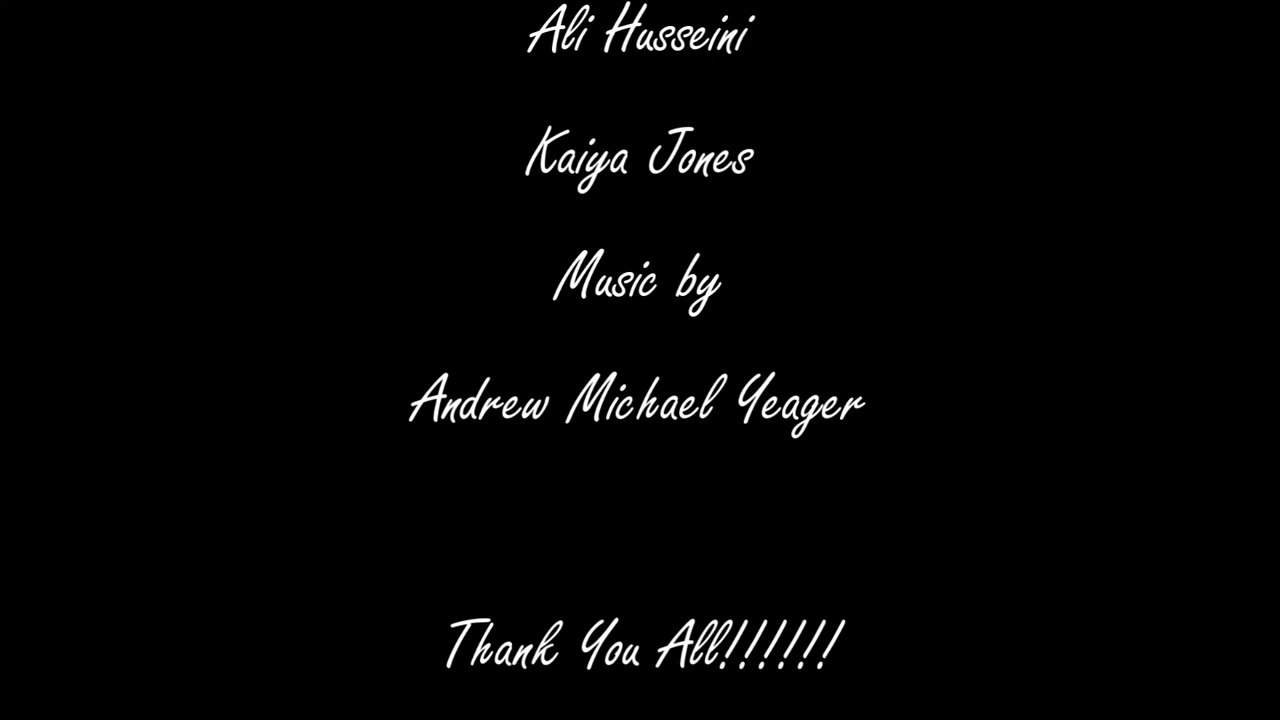 Ali Husseini
Kaiya Jones
Music by
Andrew Michael Yeager
Thank You All!!!!!!